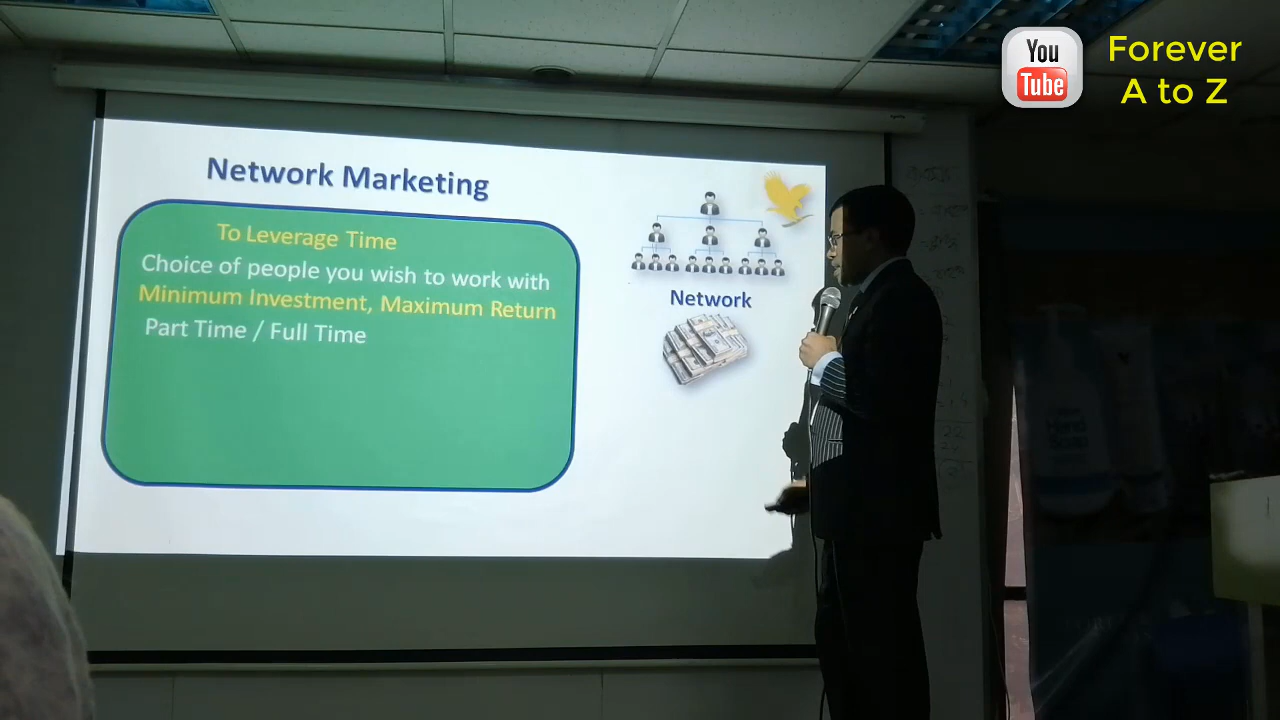 You
Tube
Forever
A to Z
Network Marketing
To Leverage Time
Choice of people you wish to work with
Minimum Investment, Maximum Return
Part Time / Full Time
Network